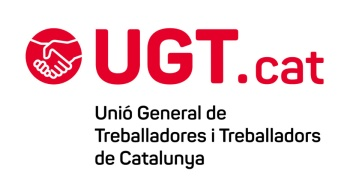 UGT.cat
Unió General de
Treballadores i Treballadors
de Catalunya